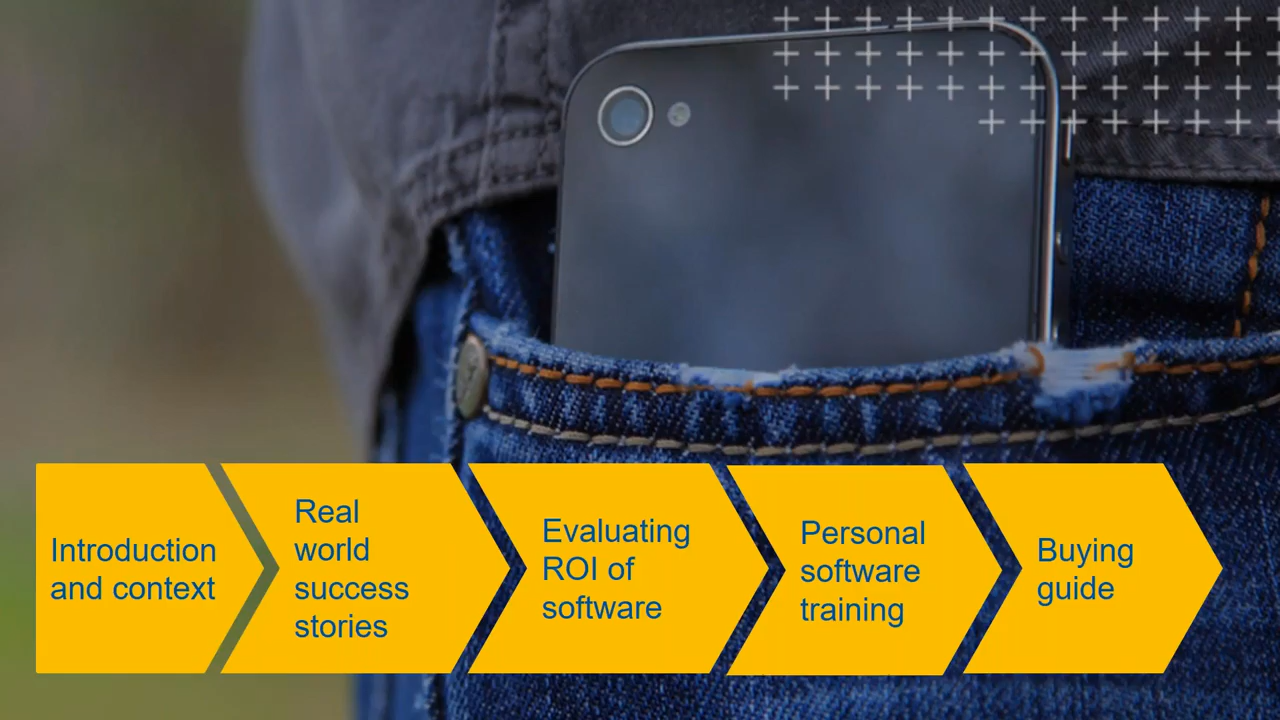 Introduction
and context
Real
world
success
stories
Evaluating
ROI of
software
Personal
software
training
Buying
guide